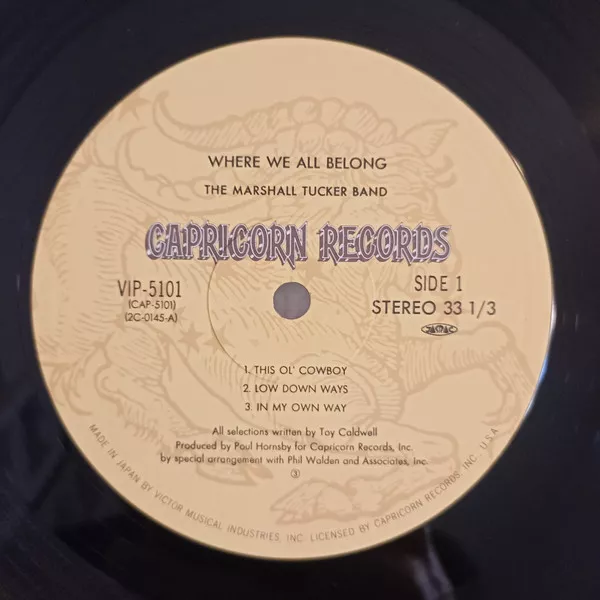 WHERE WE ALL BELONG
THE MARSHALL TUCKER BAND
CAPRICORN RECORDS
VIP-5101
(CAP-5101)
(2C-0145-A)
SIDE 1
STEREO 33 1/3
1. THIS OL' COWBOY
2. LOW DOWN WAYS
3. IN MY OWN WAY
All selections written by Toy Caldwell
Produced by Paul Hornsby for Capricorn Records, Inc.
by special arrangement with Phil Walden and Associates, Inc.
③
MADE IN JAPAN BY VICTOR MUSICAL INDUSTRIES, INC. LICENSED BY CAPRICORN RECORDS, INC., U.S.A